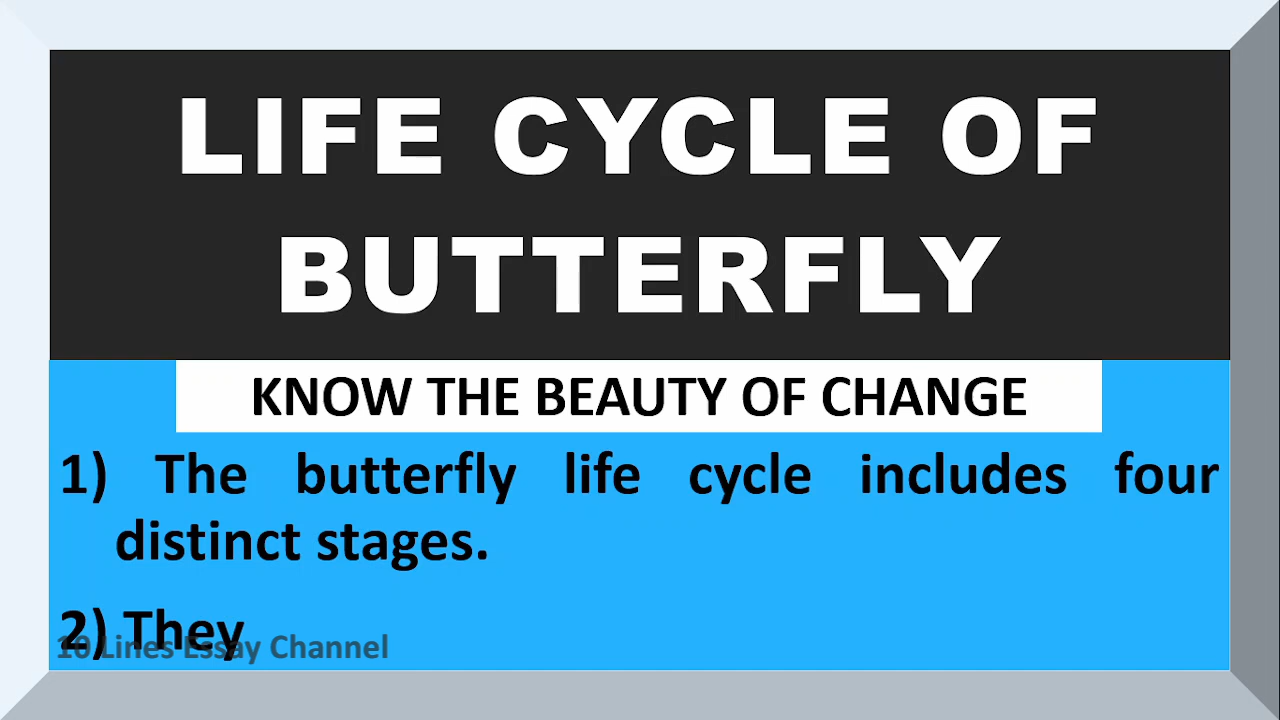 LIFE CYCLE OF
BUTTERFLY
KNOW THE BEAUTY OF CHANGE
1) The butterfly life cycle includes four
distinct stages.
2) They
10 Lines Essay Channel